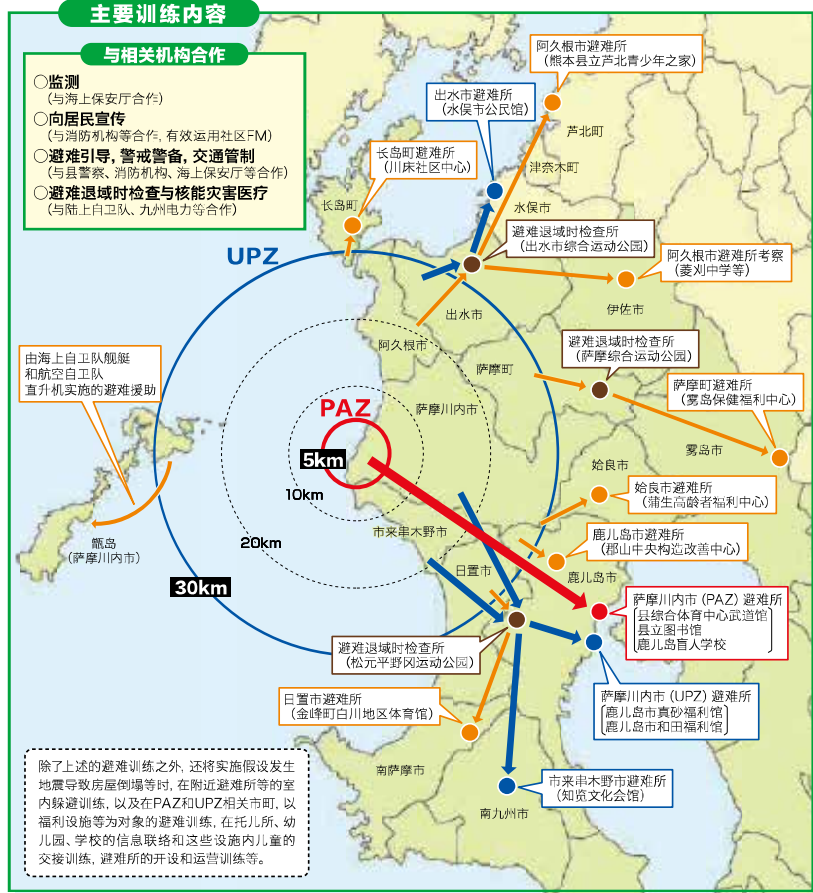 主要训练内容
与相关机构合作
○监测
(与海上保安厅合作)
○向居民宣传
(与消防机构等合作, 有效运用社区FM)
○避难引导, 警戒警备, 交通管制
(与县警察、消防机构、海上保安厅等合作)
○避难退域时检查与核能灾害医疗
(与陆上自卫队、九州电力等合作)
阿久根市避难所
(熊本县立芦北青少年之家)
出水市避难所
(水俣市公民馆)
芦北町
长岛町避难所
(川床社区中心)
津奈木町
长岛町
水俣市
避难退域时检查所
(出水市综合运动公园)
UPZ
阿久根市避难所考察
(菱刈中学等)
出水市
伊佐市
阿久根市
避难退域时检查所
(萨摩综合运动公园)
由海上自卫队舰艇
和航空自卫队
直升机实施的避难援助
萨摩町
萨摩町避难所
(雾岛保健福利中心)
PAZ
萨摩川内市
5km
雾岛市
10km
姶良市
姶良市避难所
(蒲生高龄者福利中心)
20km
甑岛
(萨摩川内市)
市来串木野市
鹿儿岛市避难所
(郡山中央构造改善中心)
30km
日置市
鹿儿岛市
萨摩川内市 (PAZ) 避难所
县综合体育中心武道馆
县立图书馆
鹿儿岛盲人学校
避难退域时检查所
(松元平野冈运动公园)
萨摩川内市 (UPZ) 避难所
鹿儿岛市真砂福利馆
鹿儿岛市和田福利馆
日置市避难所
(金峰町白川地区体育馆)
南萨摩市
市来串木野市避难所
(知览文化会馆)
南九州市
除了上述的避难训练之外, 还将实施假设发生
地震导致房屋倒塌等时, 在附近避难所等的室
内躲避训练, 以及在PAZ和UPZ相关市町, 以
福利设施等为对象的避难训练, 在托儿所、幼
儿园、学校的信息联络和这些设施内儿童的
交接训练, 避难所的开设和运营训练等。